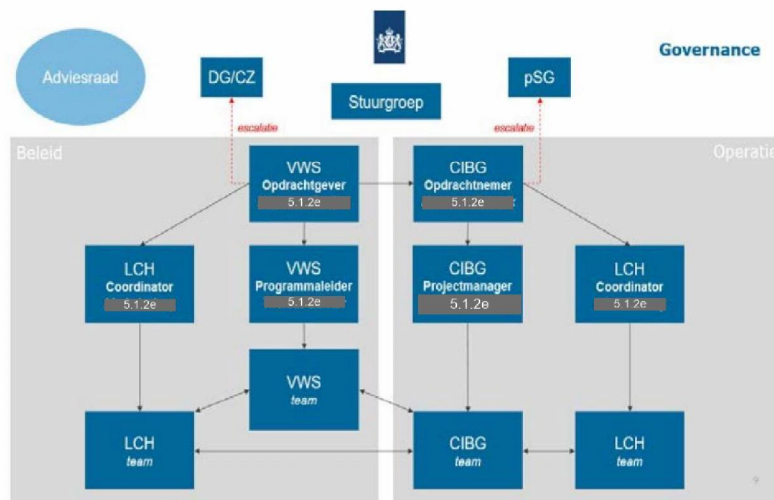 Governance
Adviesraad
DG/CZ
Stuurgroep
pSG
escalatie
escalatie
Beleid
Operatie
VWS
Opdrachtgever
5.1.2e
CIBG
Opdrachtnemer
5.1.2e
LCH
Coordinator
5.1.2e
VWS
Programmaleider
5.1.2e
CIBG
Projectmanager
5.1.2e
LCH
Coordinator
5.1.2e
VWS
team
LCH
team
CIBG
team
LCH
team
9